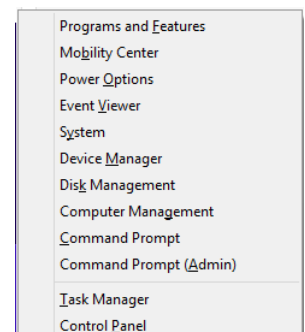 Programs and Features
Mobility Center
Power Options
Event Viewer
System
Device Manager
Disk Management
Computer Management
Command Prompt
Command Prompt (Admin)
Task Manager
Control Panel